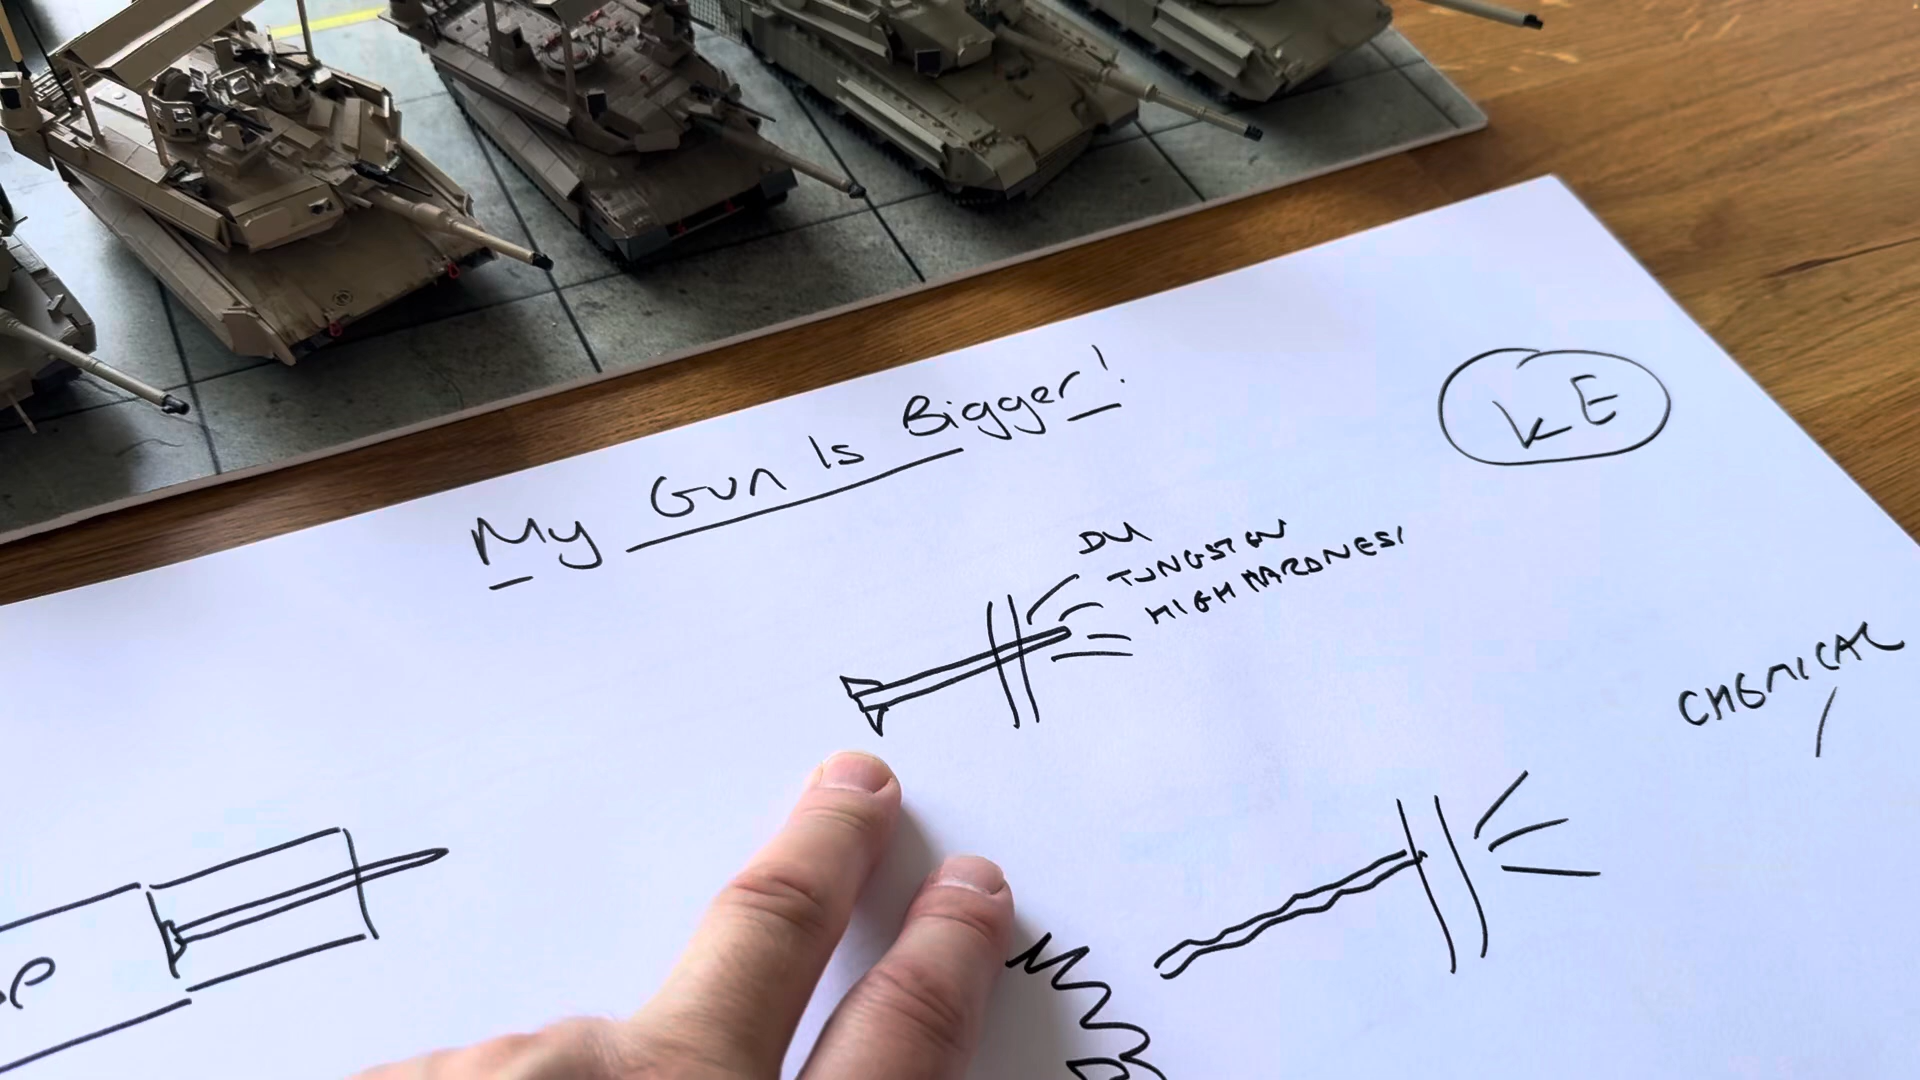 My Gun Is Bigger!
KE
DU
TUNGSTEN
HIGH HARDNESS
CHEMICAL